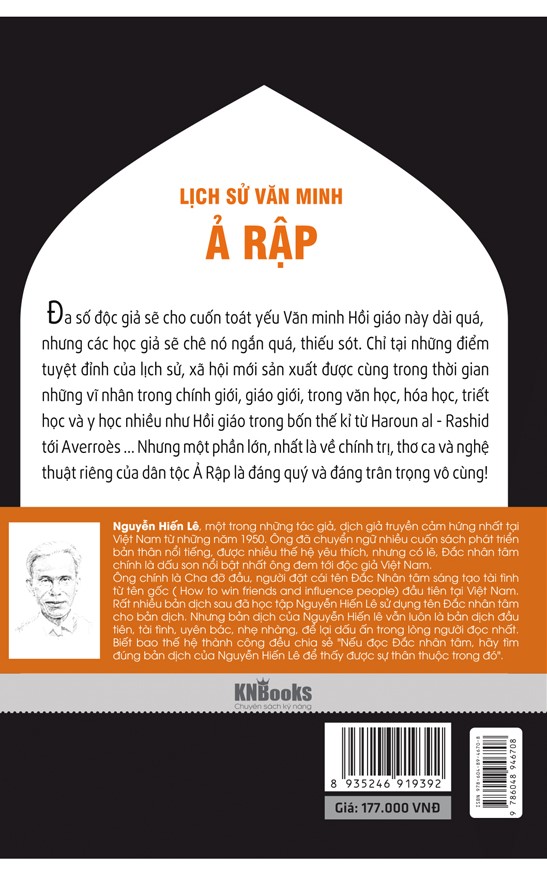 LỊCH SỬ VĂN MINH
Ả RẬP
Đa số độc giả sẽ cho cuốn toát yếu Văn minh Hồi giáo này dài quá,
nhưng các học giả sẽ chê nó ngắn quá, thiếu sót. Chỉ tại những điểm
tuyệt đỉnh của lịch sử, xã hội mới sản xuất được cùng trong thời gian
những vĩ nhân trong chính giới, giáo giới, trong văn học, hóa học, triết
học và y học nhiều như Hồi giáo trong bốn thế kỉ từ Haroun al - Rashid
tới Averroès ... Nhưng một phần lớn, nhất là về chính trị, thơ ca và nghệ
thuật riêng của dân tộc Ả Rập là đáng quý và đáng trân trọng vô cùng!
Nguyễn Hiến Lê, một trong những tác giả, dịch giả truyền cảm hứng nhất tại
Việt Nam từ những năm 1950. Ông đã chuyển ngữ nhiều cuốn sách phát triển
bản thân nổi tiếng, được nhiều thế hệ yêu thích, nhưng có lẽ, Đắc nhân tâm
chính là dấu son nổi bật nhất ông đem tới độc giả Việt Nam.
Ông chính là Cha đỡ đầu, người đặt cái tên Đắc Nhân tâm sáng tạo tài tình
từ tên gốc ( How to win friends and influence people) đầu tiên tại Việt Nam.
Rất nhiều bản dịch sau đã học tập Nguyễn Hiến Lê sử dụng tên Đắc nhân tâm
cho bản dịch. Nhưng bản dịch của Nguyễn Hiến lê vẫn luôn là bản dịch đầu
tiên, tài tình, uyên bác, nhẹ nhàng, để lại dấu ấn trong lòng người đọc nhất.
Biết bao thế hệ thành công đều chia sẻ "Nếu đọc Đắc nhân tâm, hãy tìm
đúng bản dịch của Nguyễn Hiến Lê để thấy được sự thân thuộc trong đó".
KNBooks
Chuyên sách kỹ năng
8 935246 919392
Giá: 177.000 VNĐ
ISBN 978-604-89-4670-8
9 786048 946708